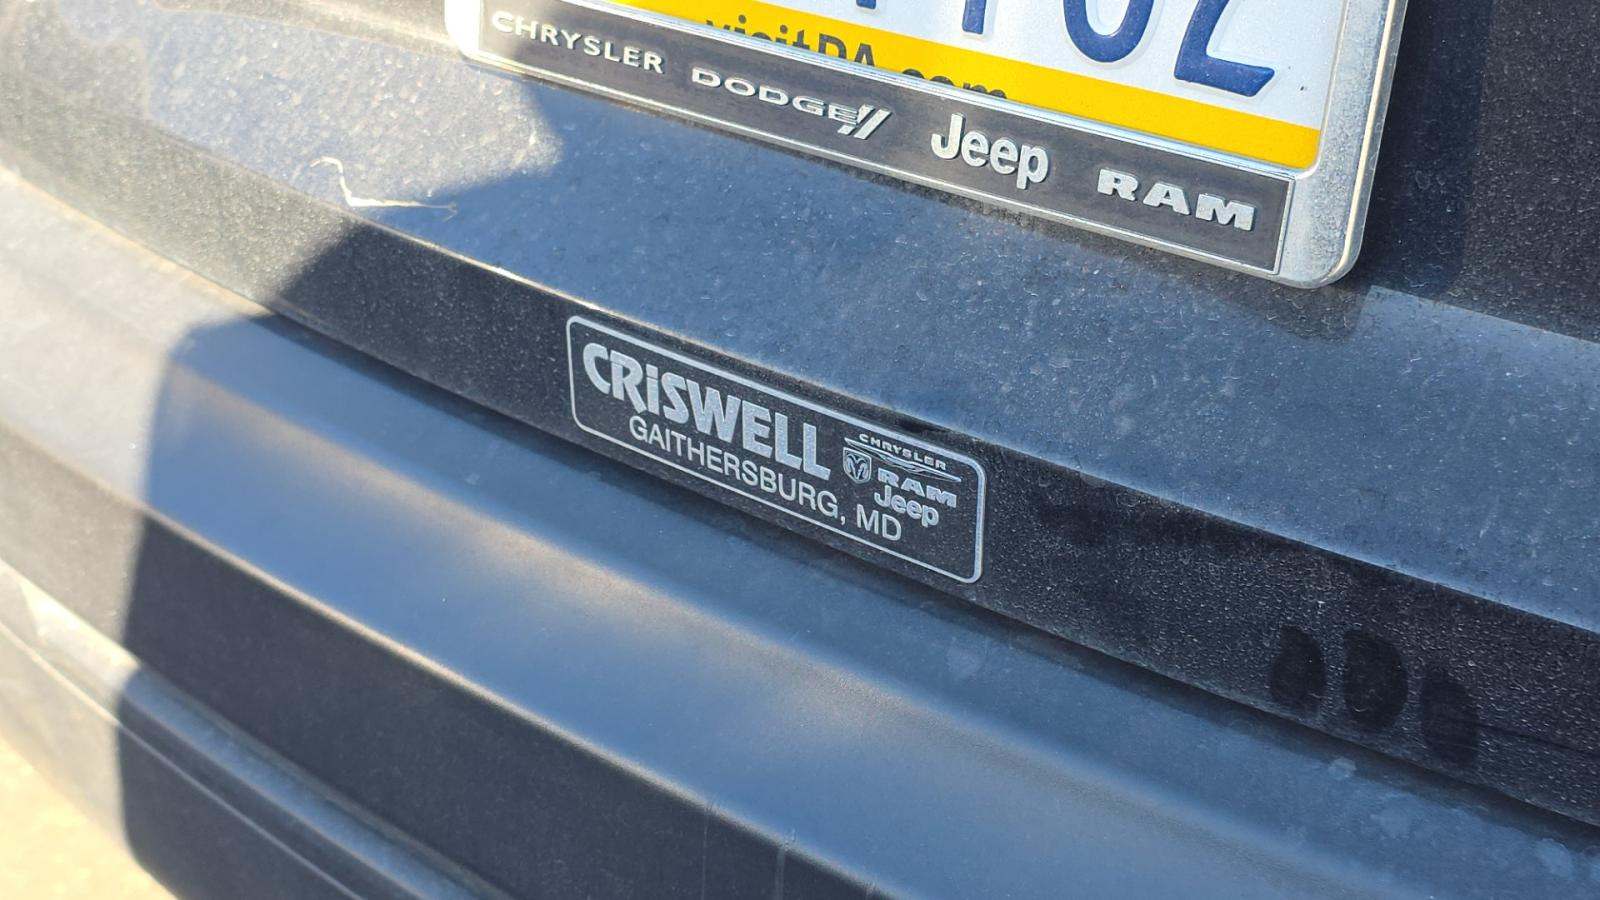 visitPA.com
CHRYSLER DODGE Jeep RAM
CRiSWELL
GAITHERSBURG, MD
CHRYSLER
RAM
Jeep